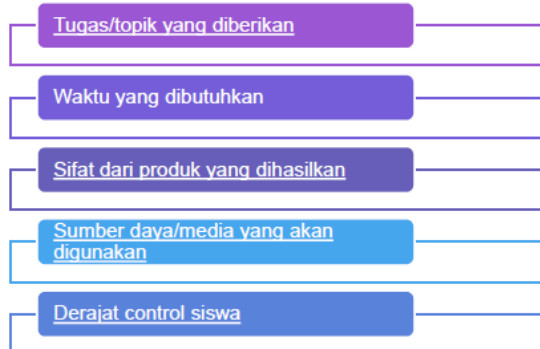 Tugas/topik yang diberikan
Waktu yang dibutuhkan
Sifat dari produk yang dihasilkan
Sumber daya/media yang akan
digunakan
Derajat control siswa